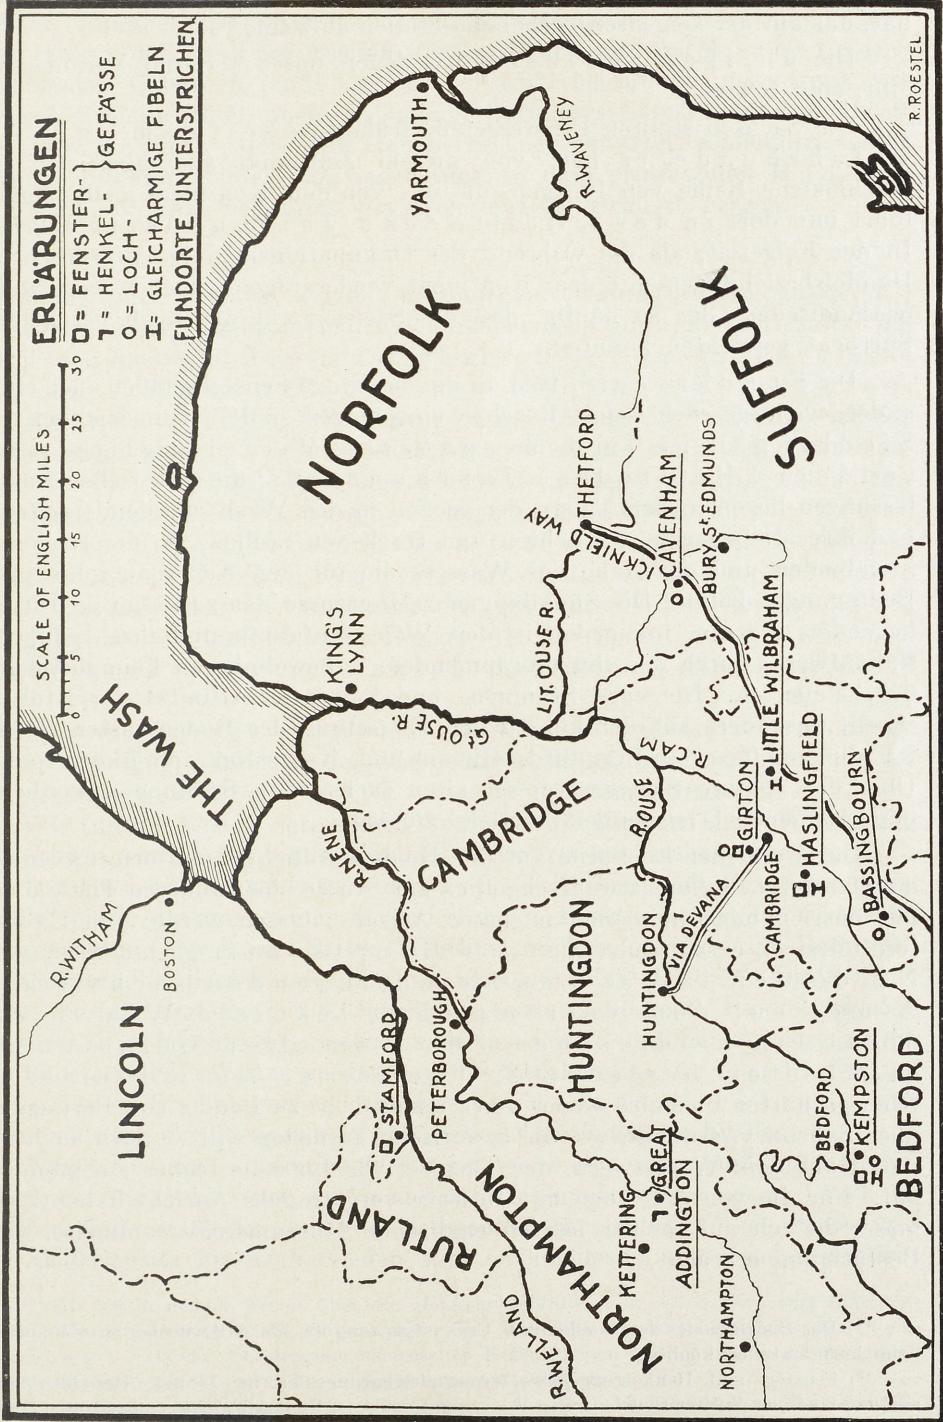 ERLÄRUNGEN
□ = FENSTER-
= HENKEL-
O = LOCH-
GEFÄSSE
I = GLEICHARMIGE FIBELN
FUNDORTE UNTERSTRICHEN
SCALE OF ENGLISH MILES
0 5 10 15 20 25 30
THE WASH
R. WITHAM
BOSTON
LINCOLN
KING'S
LYNN
NORFOLK
YARMOUTH
R. WAVENEY
SUFFOLK
Gt OUSE R.
LIT. OUSE R.
THETFORD
ICKNIELD WAY
CAVENHAM
BURY St EDMUNDS
R. NENE
CAMBRIDGE
R. OUSE
R. CAM
LITTLE WILBRAHAM
GIRTON
HASLINGFIELD
CAMBRIDGE
BASSINGBOURN
VIA DEVANA
HUNTINGDON
HUNTINGDON
STAMFORD
PETERBOROUGH
RUTLAND
NORTHAMPTON
R. WELLAND
KETTERING
GREAT
ADDINGTON
NORTHAMPTON
BEDFORD
KEMPSTON
BEDFORD
R. ROESTEL